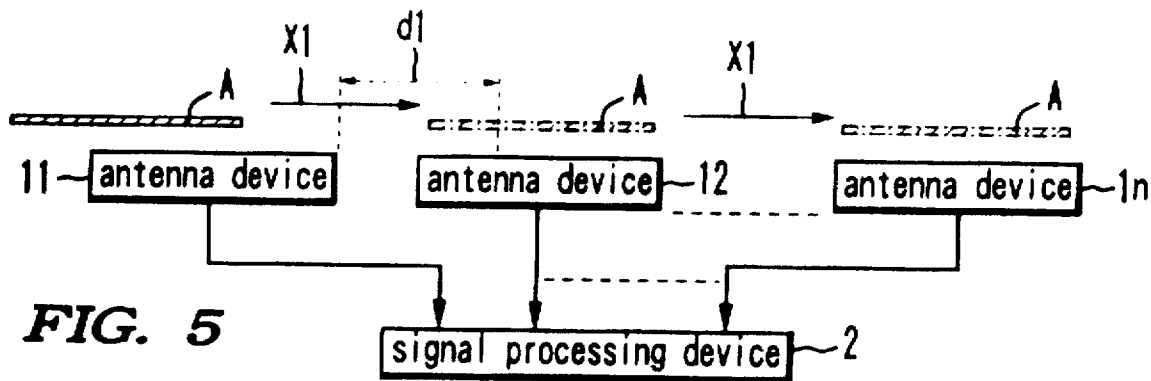 d1
X1
X1
A
A
A
11
antenna device
antenna device
12
antenna device
1n
FIG. 5
signal processing device
2